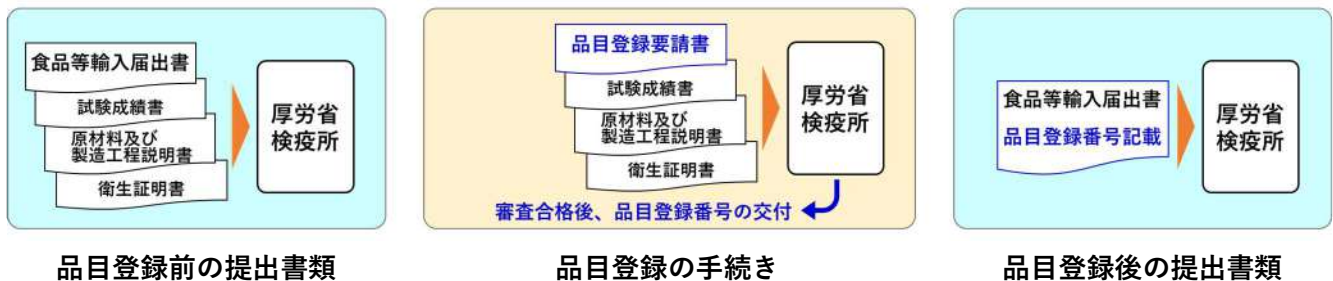 食品等輸入届出書
試験成績書
原材料及び
製造工程説明書
衛生証明書
厚労省
検疫所
品目登録前の提出書類
品目登録要請書
試験成績書
原材料及び
製造工程説明書
衛生証明書
厚労省
検疫所
審査合格後、品目登録番号の交付
品目登録の手続き
食品等輸入届出書
品目登録番号記載
厚労省
検疫所
品目登録後の提出書類